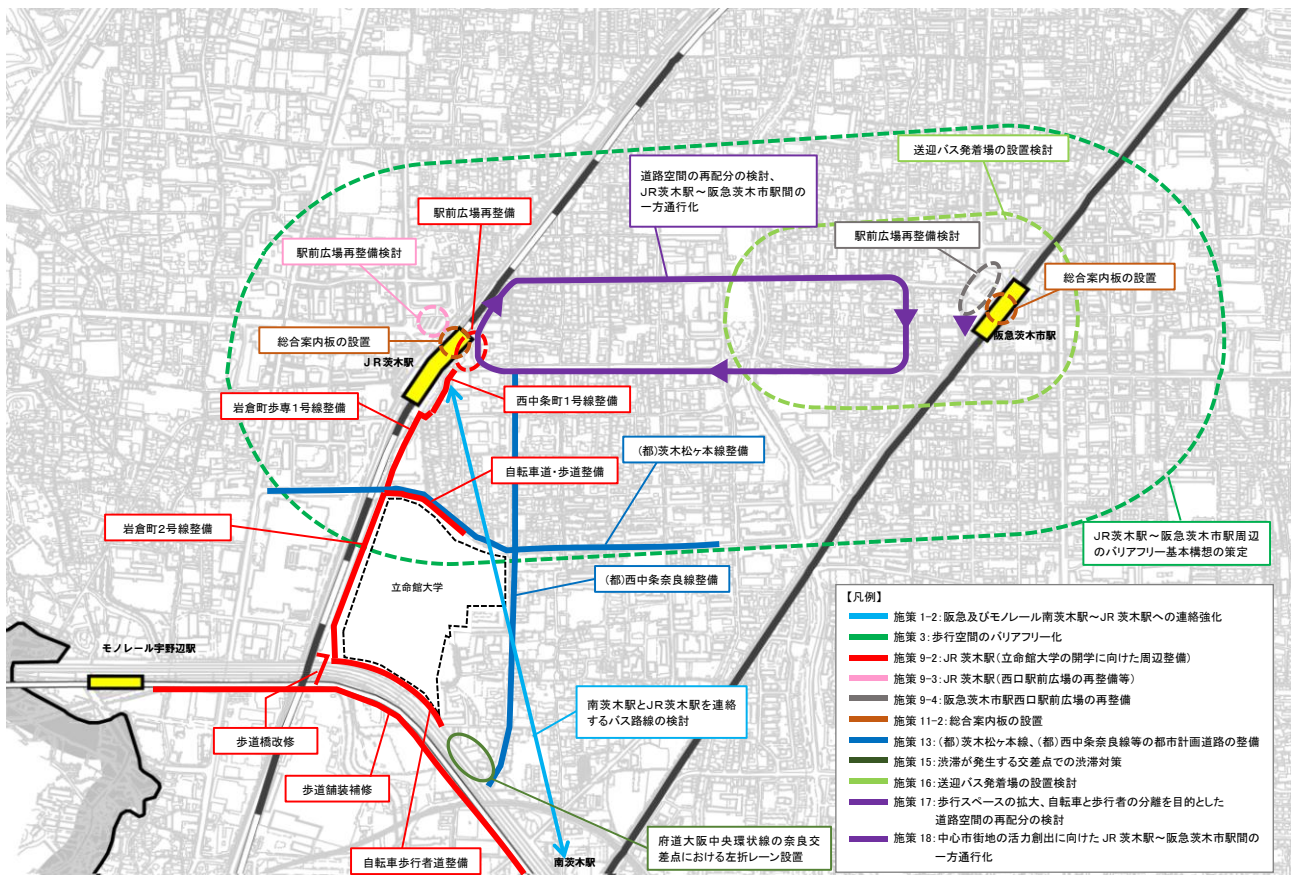 送迎バス発着場の設置検討
道路空間の再配分の検討、
JR茨木駅～阪急茨木市駅間の
一方通行化
駅前広場再整備
駅前広場再整備検討
駅前広場再整備検討
総合案内板の設置
総合案内板の設置
JR茨木駅
阪急茨木市駅
西中条町1号線整備
岩倉町歩専1号線整備
(都)茨木松ヶ本線整備
自転車道・歩道整備
岩倉町2号線整備
JR茨木駅～阪急茨木市駅周辺
のバリアフリー基本構想の策定
立命館大学
(都)西中条奈良線整備
モノレール宇野辺駅
南茨木駅とJR茨木駅を連絡
するバス路線の検討
歩道橋改修
歩道舗装補修
自転車歩行者道整備
南茨木駅
府道大阪中央環状線の奈良交
差点における左折レーン設置
【凡例】
施策 1-2:阪急及びモノレール南茨木駅～JR 茨木駅への連絡強化
施策 3:歩行空間のバリアフリー化
施策 9-2:JR 茨木駅(立命館大学の開学に向けた周辺整備)
施策 9-3:JR 茨木駅(西口駅前広場の再整備等)
施策 9-4:阪急茨木市駅西口駅前広場の再整備
施策 11-2:総合案内板の設置
施策 13:(都)茨木松ヶ本線、(都)西中条奈良線等の都市計画道路の整備
施策 15:渋滞が発生する交差点での渋滞対策
施策 16:送迎バス発着場の設置検討
施策 17:歩行スペースの拡大、自転車と歩行者の分離を目的とした
道路空間の再配分の検討
施策 18:中心市街地の活力創出に向けた JR 茨木駅～阪急茨木市駅間の
一方通行化